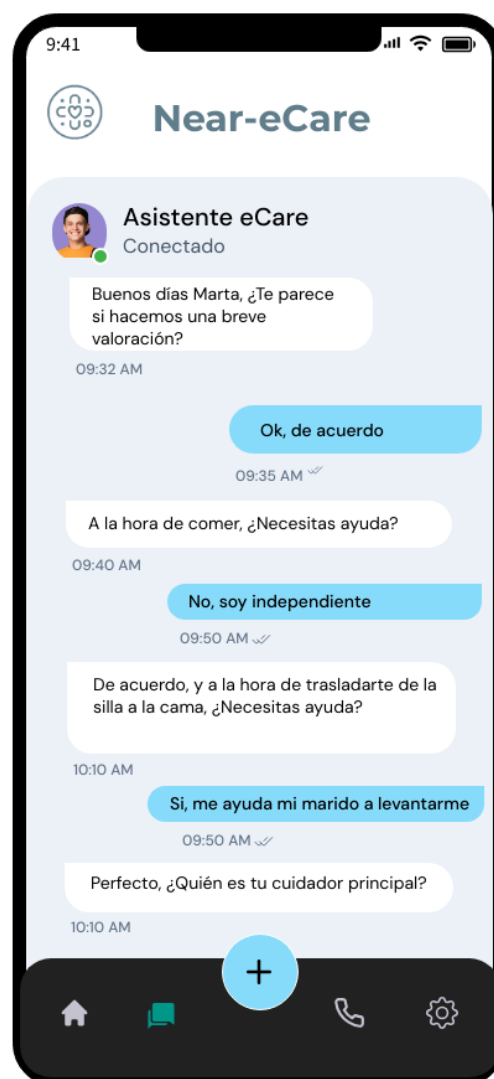 9:41
Near-eCare
Asistente eCare
Conectado
Buenos días Marta, ¿Te parece
si hacemos una breve
valoración?
09:32 AM
Ok, de acuerdo
09:35 AM
A la hora de comer, ¿Necesitas ayuda?
09:40 AM
No, soy independiente
09:50 AM
De acuerdo, y a la hora de trasladarte de la
silla a la cama, ¿Necesitas ayuda?
10:10 AM
Si, me ayuda mi marido a levantarme
09:50 AM
Perfecto, ¿Quién es tu cuidador principal?
10:10 AM